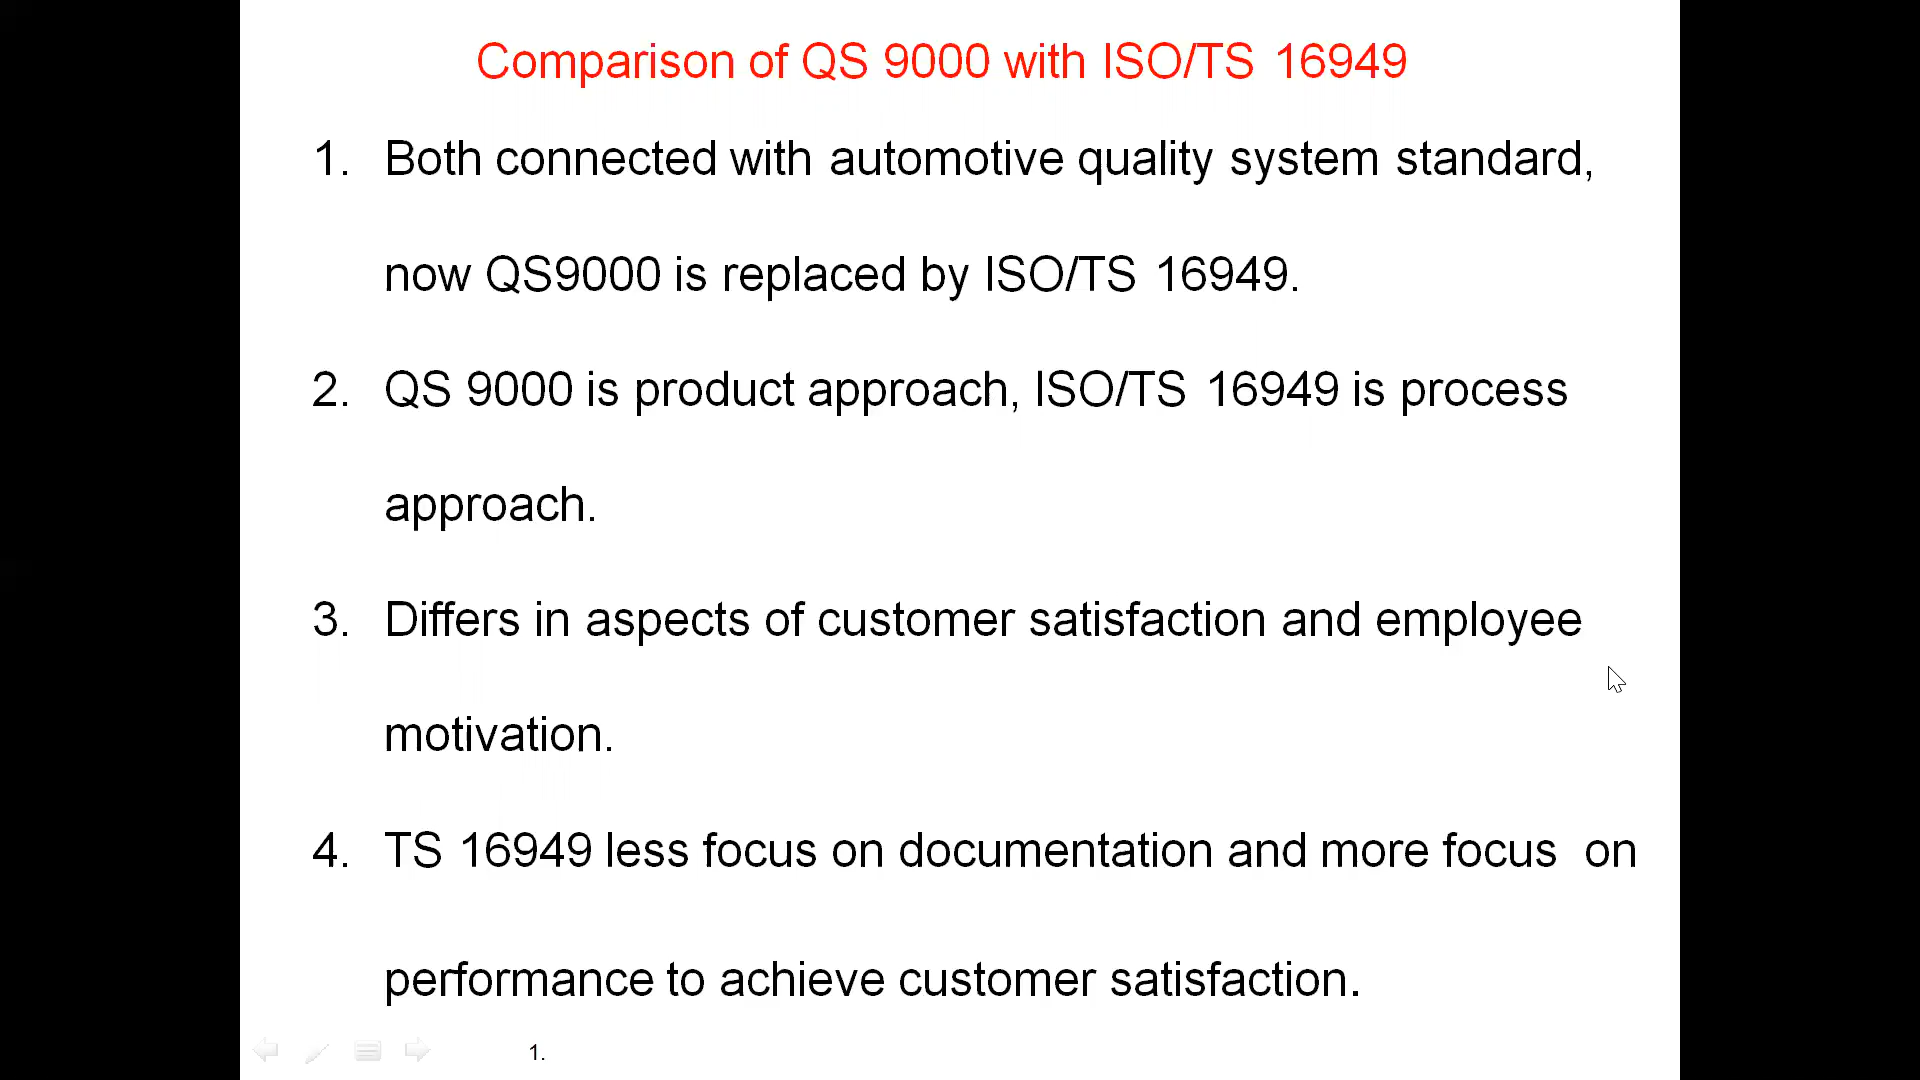 Comparison of QS 9000 with ISO/TS 16949
1. Both connected with automotive quality system standard,
now QS9000 is replaced by ISO/TS 16949.
2. QS 9000 is product approach, ISO/TS 16949 is process
approach.
3. Differs in aspects of customer satisfaction and employee
motivation.
4. TS 16949 less focus on documentation and more focus  on
performance to achieve customer satisfaction.
1.